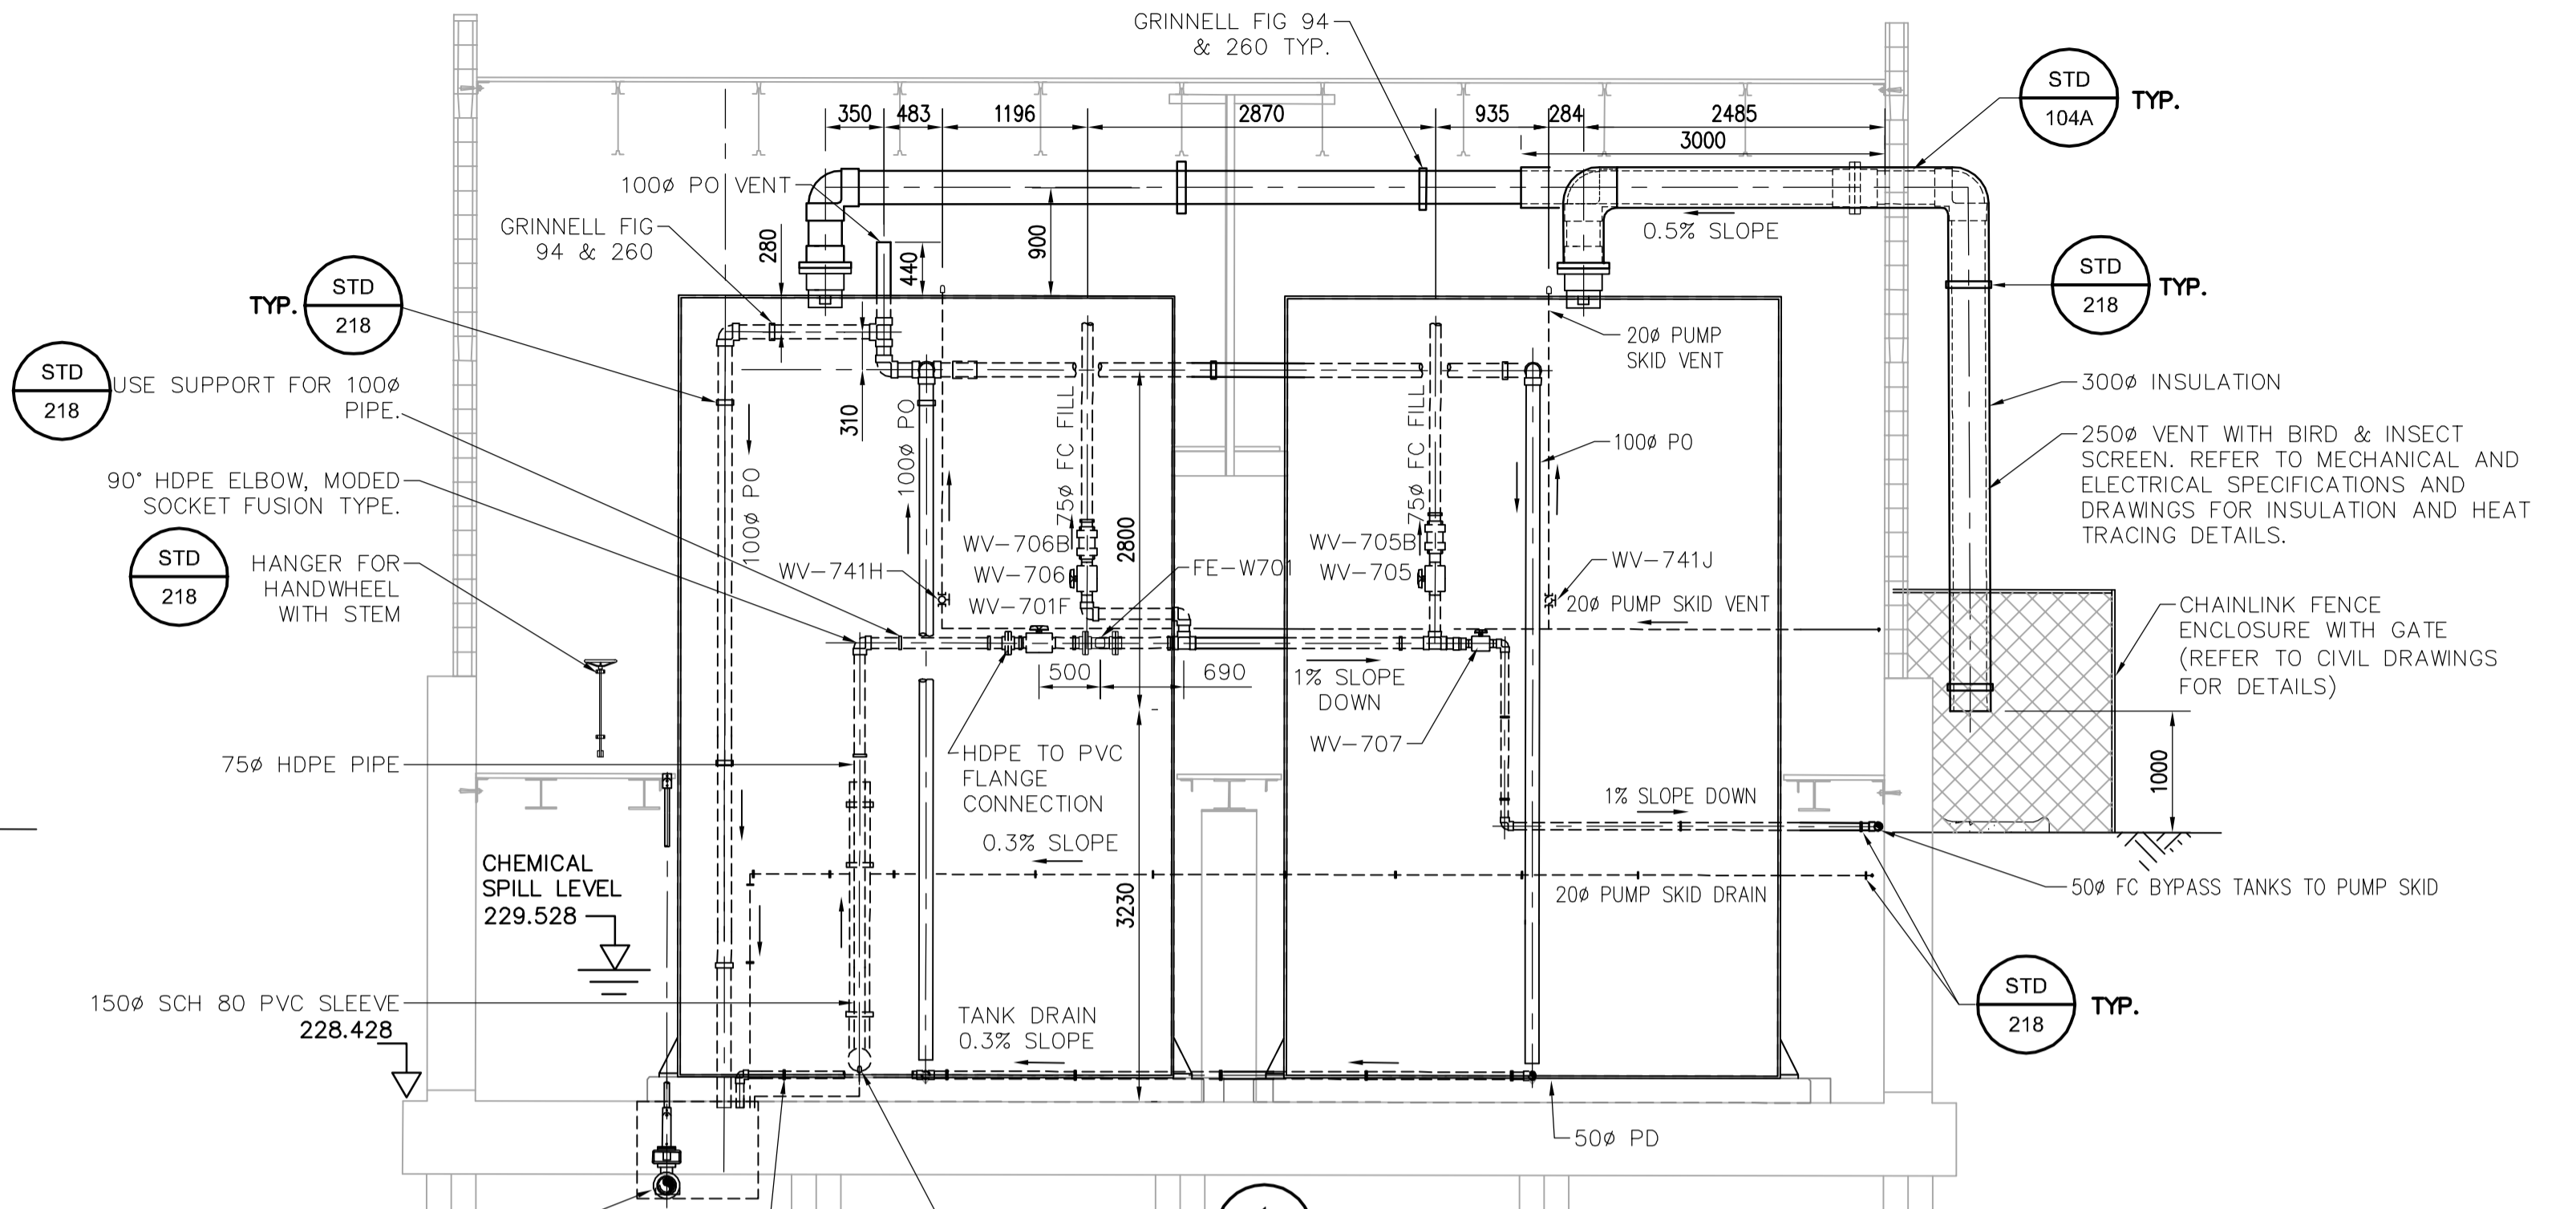 GRINNELL FIG 94
& 260 TYP.
STD
104A
TYP.
350
483
1196
2870
935
284
2485
3000
100ø PO VENT
GRINNELL FIG
94 & 260
280
440
900
0.5% SLOPE
STD
218
TYP.
TYP.
STD
218
20ø PUMP
SKID VENT
STD
218
USE SUPPORT FOR 100ø
PIPE.
310
300ø INSULATION
100ø PO
75ø FC FILL
75ø FC FILL
100ø PO
250ø VENT WITH BIRD & INSECT
SCREEN. REFER TO MECHANICAL AND
ELECTRICAL SPECIFICATIONS AND
DRAWINGS FOR INSULATION AND HEAT
TRACING DETAILS.
90° HDPE ELBOW, MODED
SOCKET FUSION TYPE.
100ø PO
2800
WV-706B
WV-705B
STD
218
HANGER FOR
HANDWHEEL
WITH STEM
WV-741H
WV-706
FE-W701
WV-705
WV-741J
WV-701F
20ø PUMP SKID VENT
CHAINLINK FENCE
ENCLOSURE WITH GATE
(REFER TO CIVIL DRAWINGS
FOR DETAILS)
500
690
1% SLOPE
DOWN
WV-707
75ø HDPE PIPE
HDPE TO PVC
FLANGE
CONNECTION
1000
1% SLOPE DOWN
0.3% SLOPE
CHEMICAL
SPILL LEVEL
229.528
3230
20ø PUMP SKID DRAIN
50ø FC BYPASS TANKS TO PUMP SKID
150ø SCH 80 PVC SLEEVE
228.428
TANK DRAIN
0.3% SLOPE
STD
218
TYP.
50ø PD